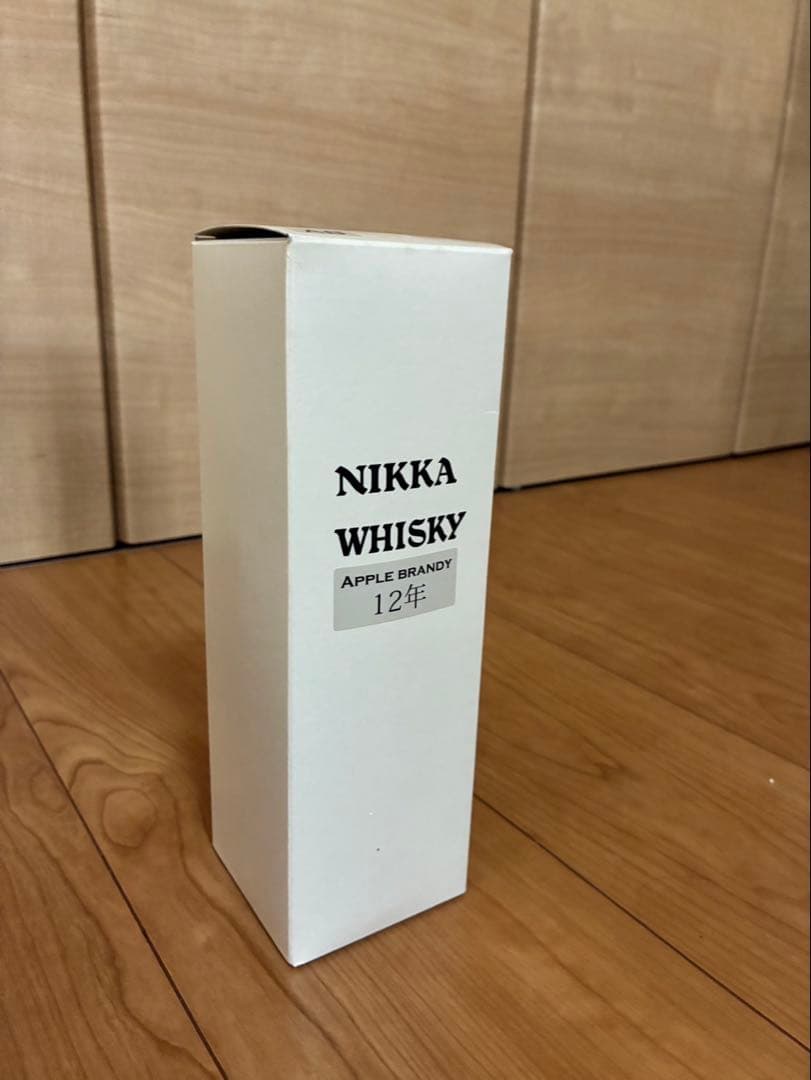 NIKKA
WHISKY
APPLE BRANDY
12年